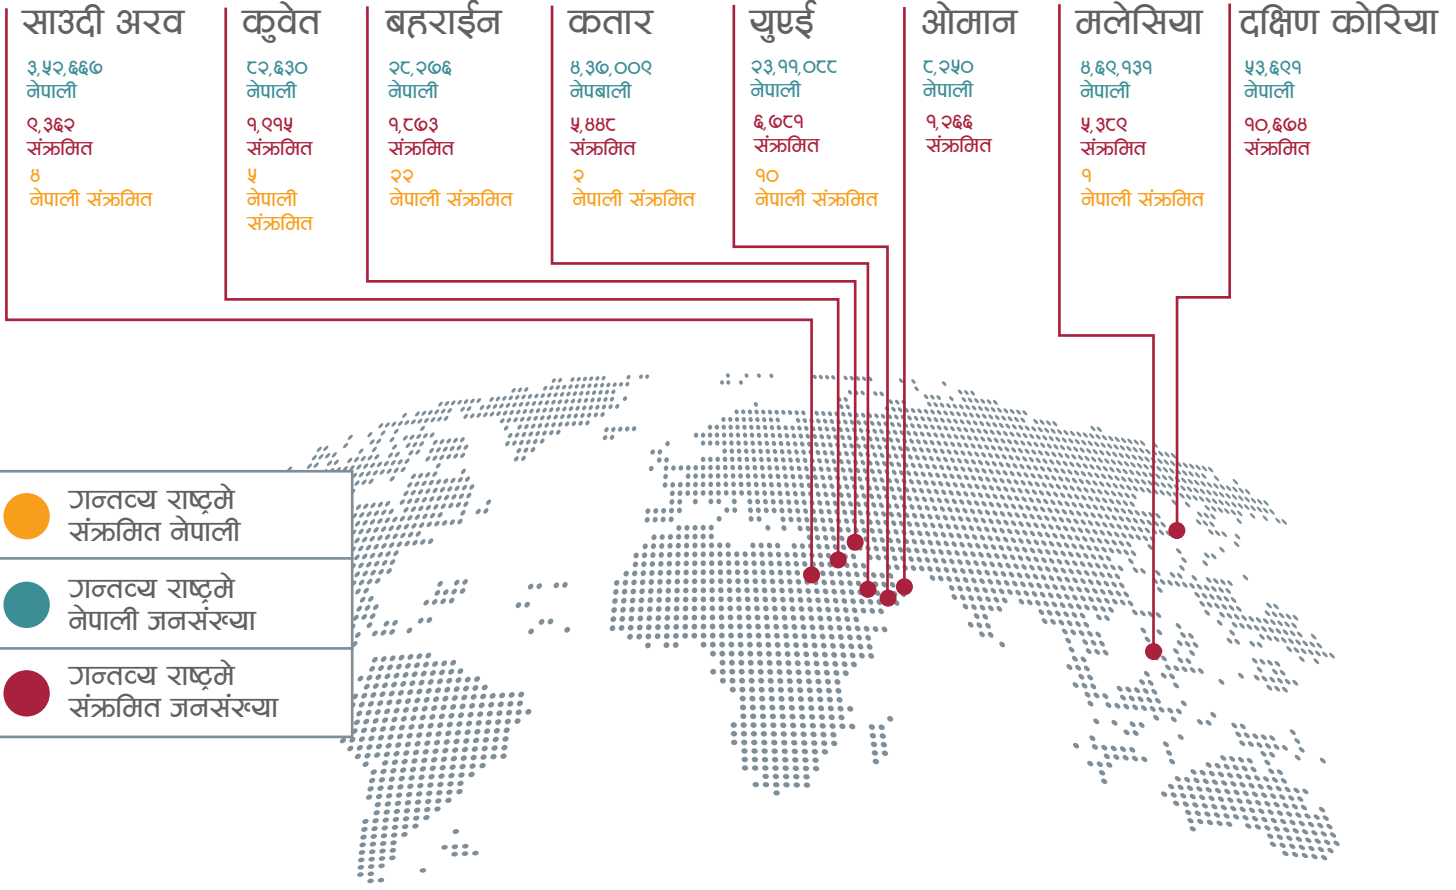 साउदी अरव
३,५२,६६७
नेपाली
९,३६२
संक्रमित
४
नेपाली संक्रमित
कुवेत
८२,६३०
नेपाली
१,९१५
संक्रमित
५
नेपाली
संक्रमित
बहराईन
२८,२७६
नेपाली
१,८७३
संक्रमित
२२
नेपाली संक्रमित
कतार
४,३७,००९
नेपबाली
५,४४८
संक्रमित
२
नेपाली संक्रमित
युएई
२३,११,०८८
नेपाली
६,७८१
संक्रमित
१०
नेपाली संक्रमित
ओमान
८,२५०
नेपाली
१,२६६
संक्रमित
मलेसिया
४,६९,१३१
नेपाली
५,३८९
संक्रमित
१
नेपाली संक्रमित
दक्षिण कोरिया
५३,६९१
नेपाली
१०,६७४
संक्रमित
गन्तव्य राष्ट्रमे
संक्रमित नेपाली
गन्तव्य राष्ट्रमे
नेपाली जनसंख्या
गन्तव्य राष्ट्रमे
संक्रमित जनसंख्या